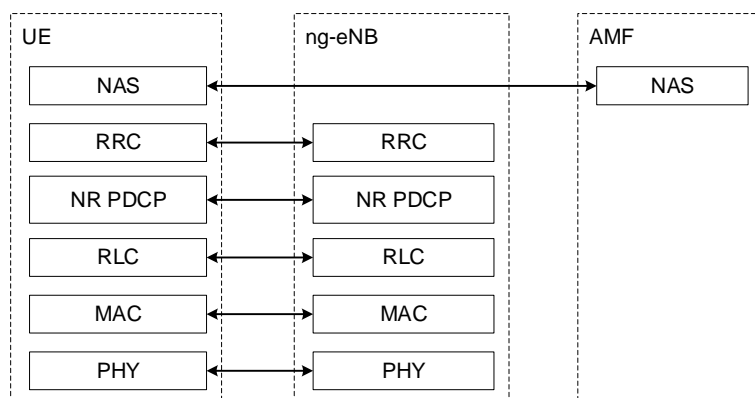 UE ng-eNB AMF
NAS NAS
RRC RRC
NR PDCP NR PDCP
RLC RLC
MAC MAC
PHY PHY